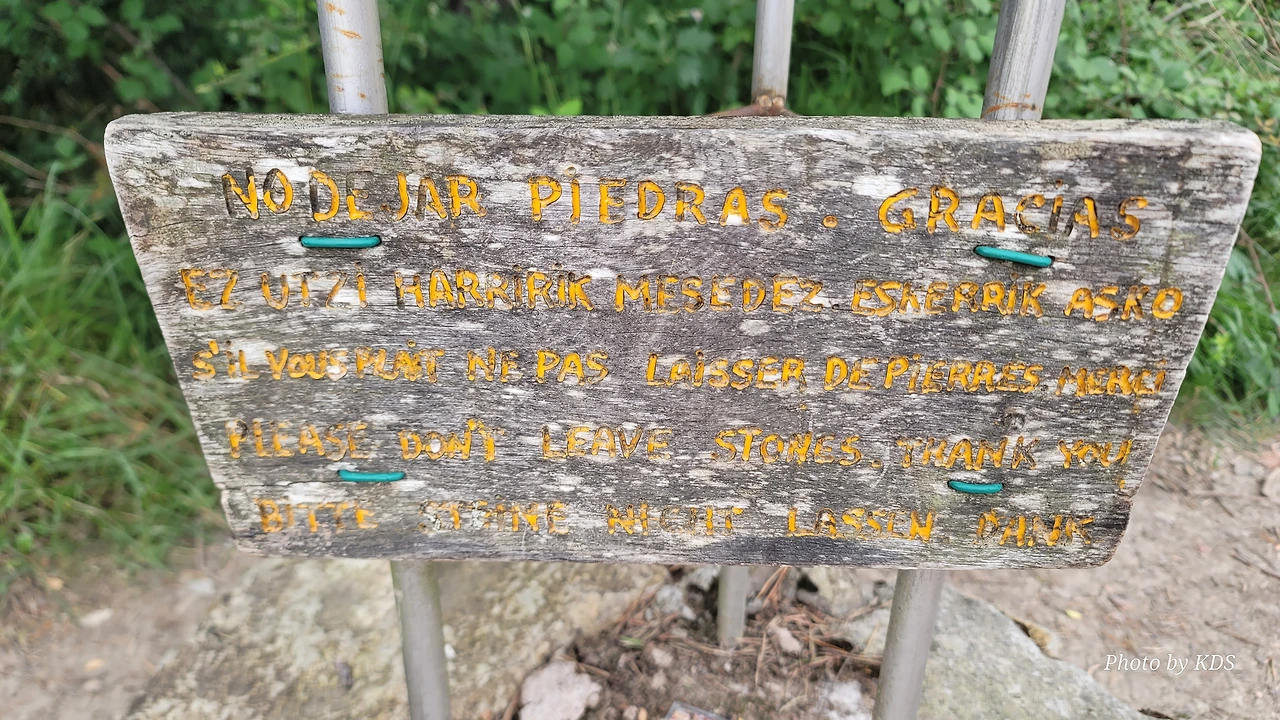 NO DEJAR PIEDRAS. GRACIAS
EZ UTZI HARRIRIK MESEDEZ. ESKERRIK ASKO
S'IL VOUS PLAIT NE PAS LAISSER DE PIERRES. MERCI
PLEASE DON'T LEAVE STONES. THANK YOU
BITTE STEINE NICHT LASSEN. DANK
Photo by KDS